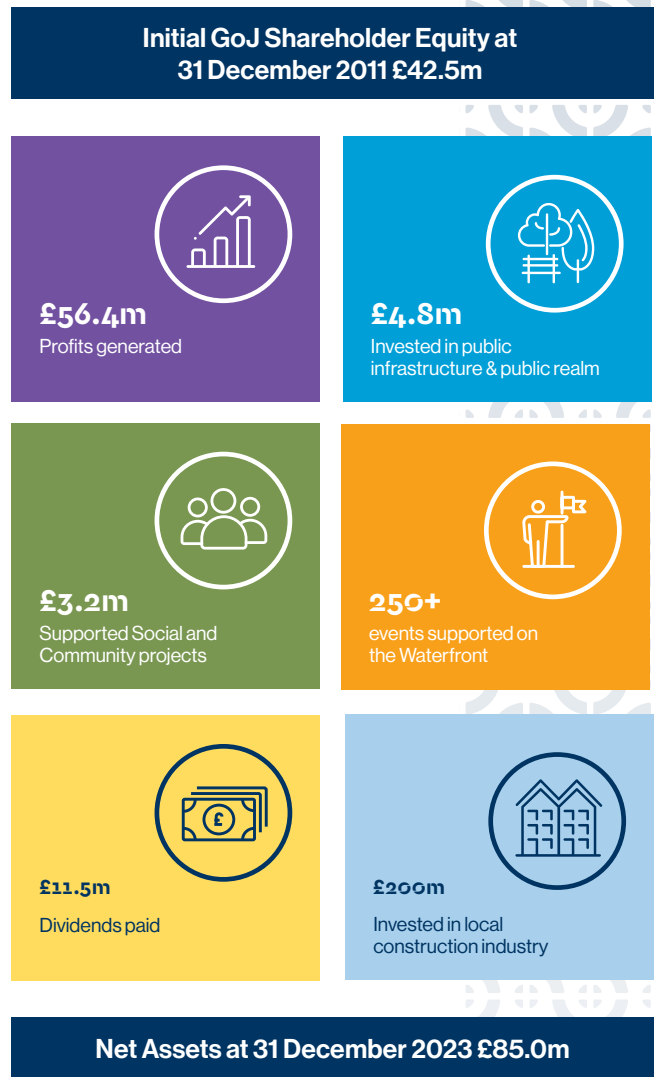 Initial GoJ Shareholder Equity at
31 December 2011 £42.5m
£56.4m
Profits generated
£4.8m
Invested in public
infrastructure & public realm
£3.2m
Supported Social and
Community projects
250+
events supported on
the Waterfront
£
£11.5m
Dividends paid
£200m
Invested in local
construction industry
Net Assets at 31 December 2023 £85.0m